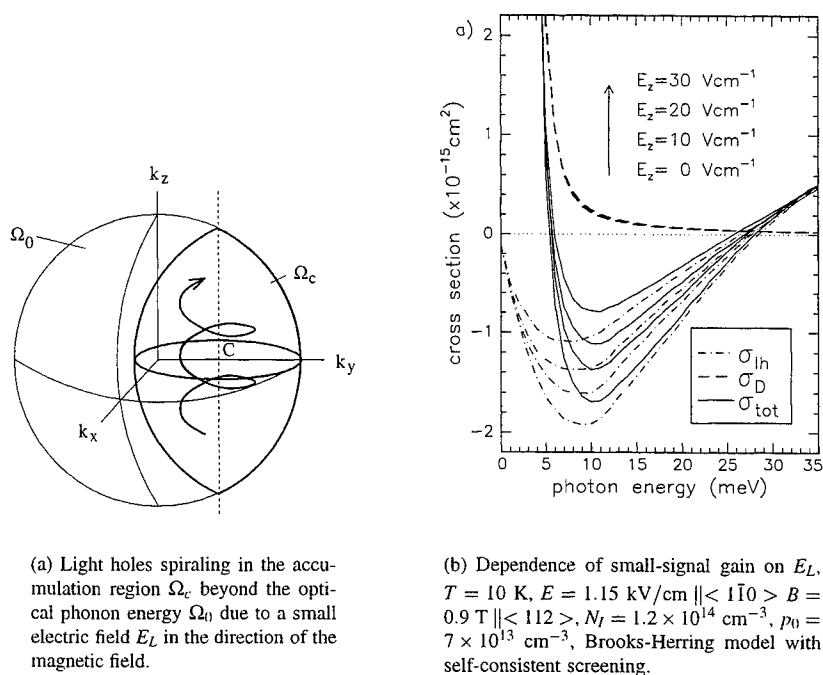 k_z
Ω_0
Ω_c
C
k_y
k_x
a)
2
1
0
-1
-2
cross section (x10^-15 cm^2)
E_z=30 Vcm^-1
E_z=20 Vcm^-1
E_z=10 Vcm^-1
E_z= 0 Vcm^-1
σ_lh
σ_D
σ_tot
0 5 10 15 20 25 30 35
photon energy (meV)
(a) Light holes spiraling in the accu-
mulation region Ω_c beyond the opti-
cal phonon energy Ω_0 due to a small
electric field E_L in the direction of the
magnetic field.
(b) Dependence of small-signal gain on E_L,
T = 10 K, E = 1.15 kV/cm ∥< 11̄0 > B =
0.9 T ∥< 112 >, N_I = 1.2 × 10^14 cm^-3, p_0 =
7 × 10^13 cm^-3, Brooks-Herring model with
self-consistent screening.